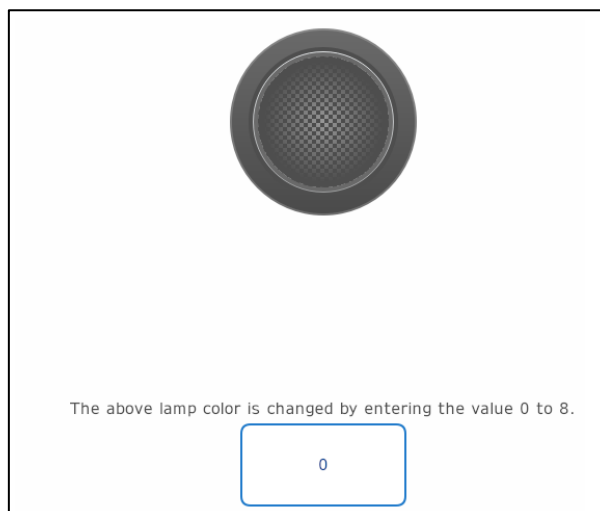 The above lamp color is changed by entering the value 0 to 8.
0